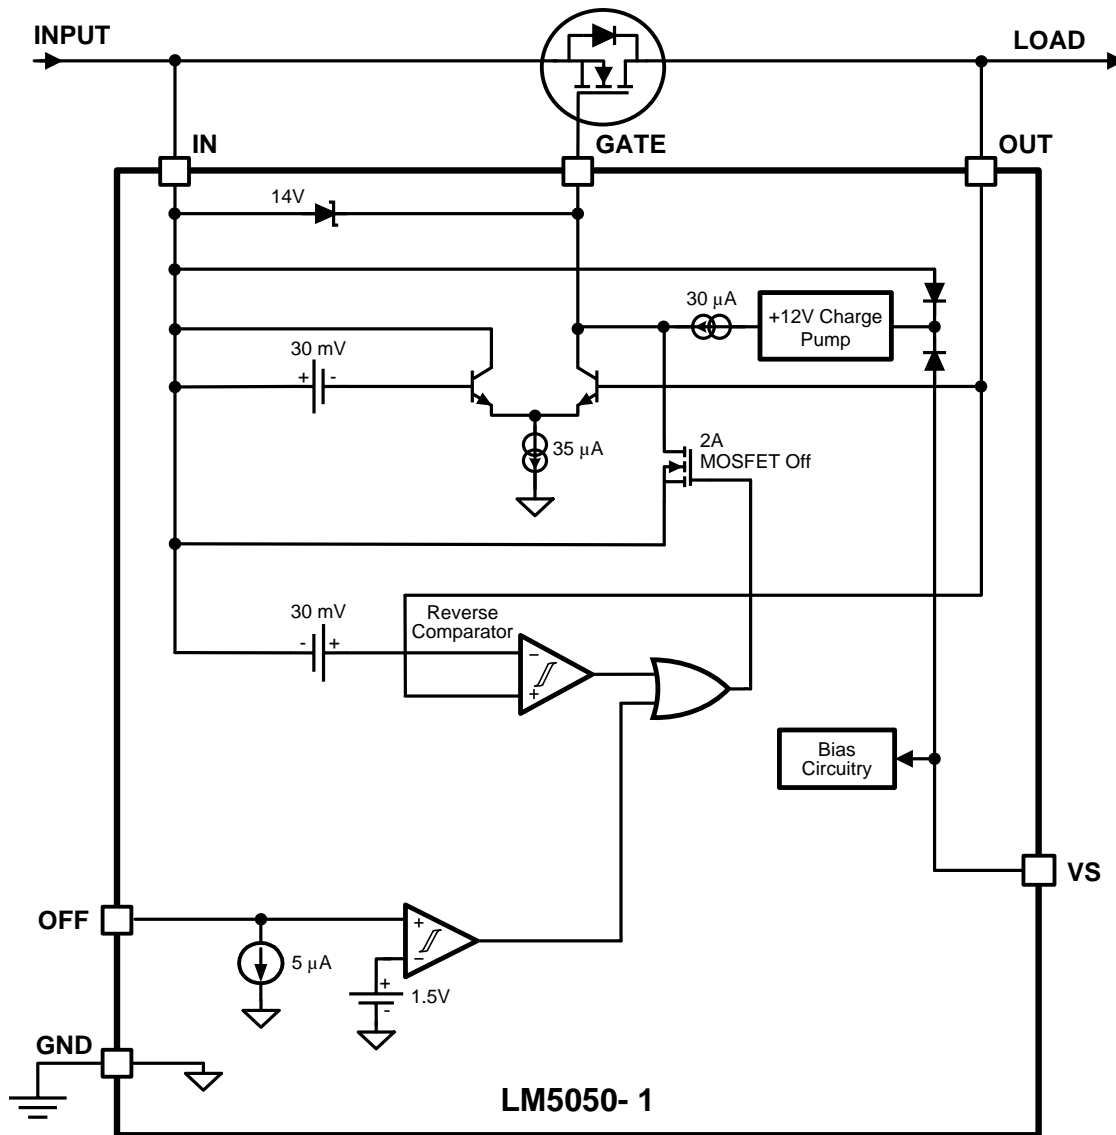 INPUT
LOAD
IN
GATE
OUT
14V
30 μA
+12V Charge
Pump
30 mV
+ -
35 μA
2A
MOSFET Off
30 mV
- +
Reverse
Comparator
−
+
Bias
Circuitry
VS
OFF
+
−
5 μA
+
1.5V
-
GND
LM5050- 1